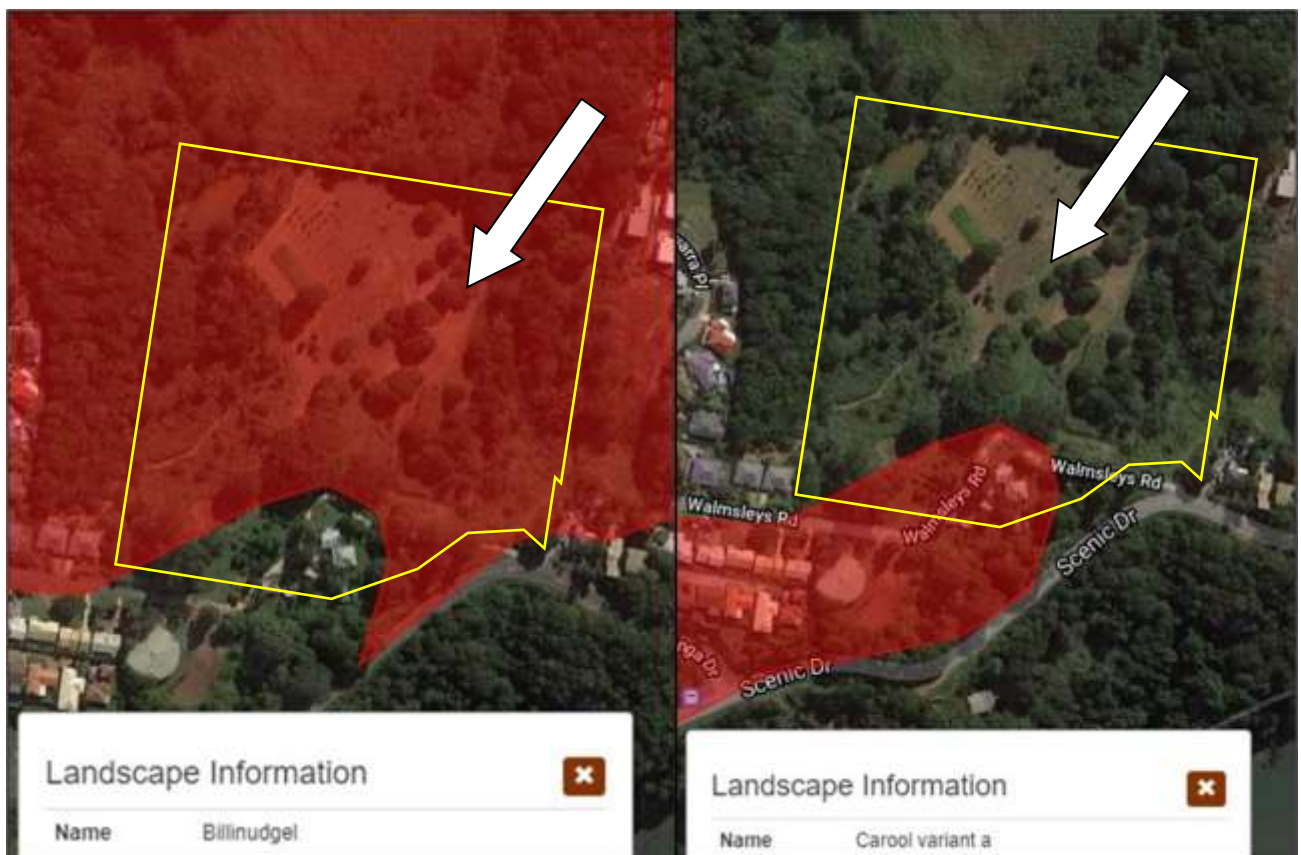 Landscape Information
Name Billinudgel
Walmsleys Rd
Walmsleys Rd
Walmsleys Rd
Scenic Dr
Scenic Dr
Landscape Information
Name Carool variant a